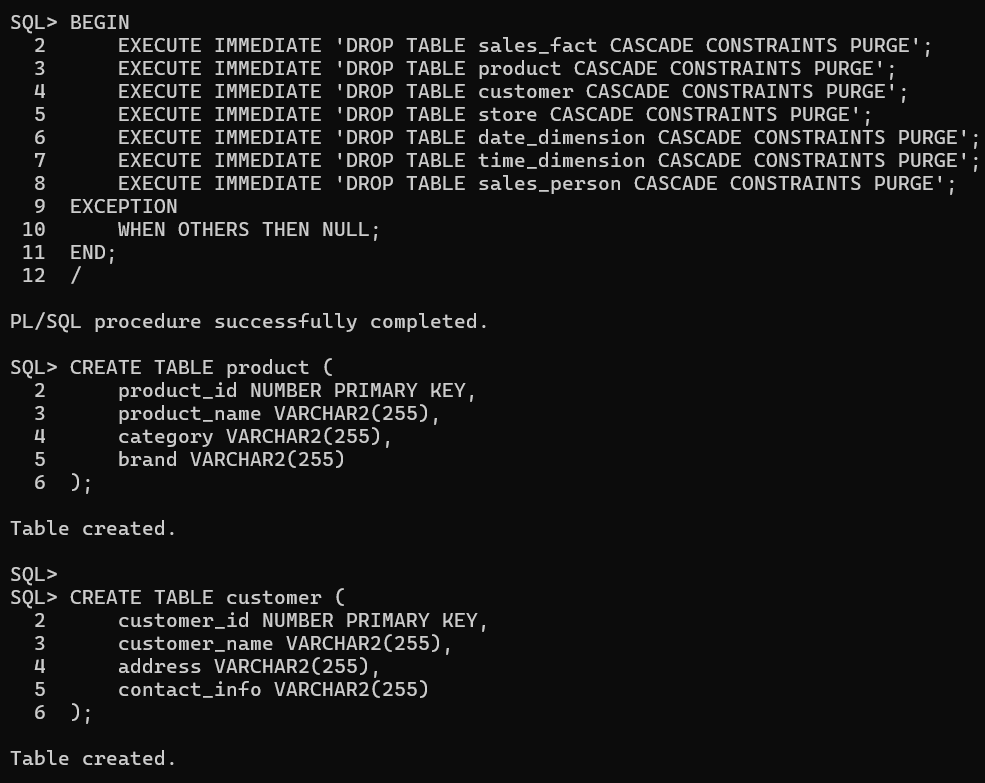 SQL> BEGIN
  2      EXECUTE IMMEDIATE 'DROP TABLE sales_fact CASCADE CONSTRAINTS PURGE';
  3      EXECUTE IMMEDIATE 'DROP TABLE product CASCADE CONSTRAINTS PURGE';
  4      EXECUTE IMMEDIATE 'DROP TABLE customer CASCADE CONSTRAINTS PURGE';
  5      EXECUTE IMMEDIATE 'DROP TABLE store CASCADE CONSTRAINTS PURGE';
  6      EXECUTE IMMEDIATE 'DROP TABLE date_dimension CASCADE CONSTRAINTS PURGE';
  7      EXECUTE IMMEDIATE 'DROP TABLE time_dimension CASCADE CONSTRAINTS PURGE';
  8      EXECUTE IMMEDIATE 'DROP TABLE sales_person CASCADE CONSTRAINTS PURGE';
  9  EXCEPTION
 10      WHEN OTHERS THEN NULL;
 11  END;
 12  /

PL/SQL procedure successfully completed.

SQL> CREATE TABLE product (
  2      product_id NUMBER PRIMARY KEY,
  3      product_name VARCHAR2(255),
  4      category VARCHAR2(255),
  5      brand VARCHAR2(255)
  6  );

Table created.

SQL>
SQL> CREATE TABLE customer (
  2      customer_id NUMBER PRIMARY KEY,
  3      customer_name VARCHAR2(255),
  4      address VARCHAR2(255),
  5      contact_info VARCHAR2(255)
  6  );

Table created.